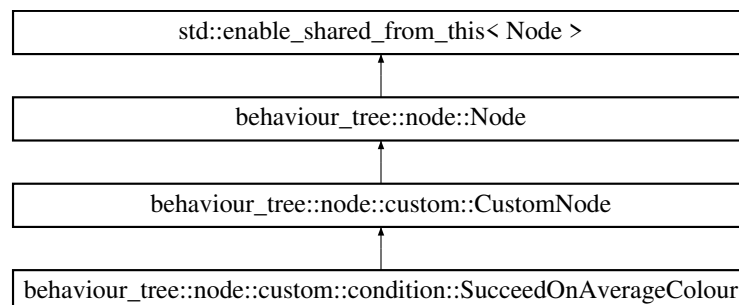 std::enable_shared_from_this< Node >
behaviour_tree::node::Node
behaviour_tree::node::custom::CustomNode
behaviour_tree::node::custom::condition::SucceedOnAverageColour